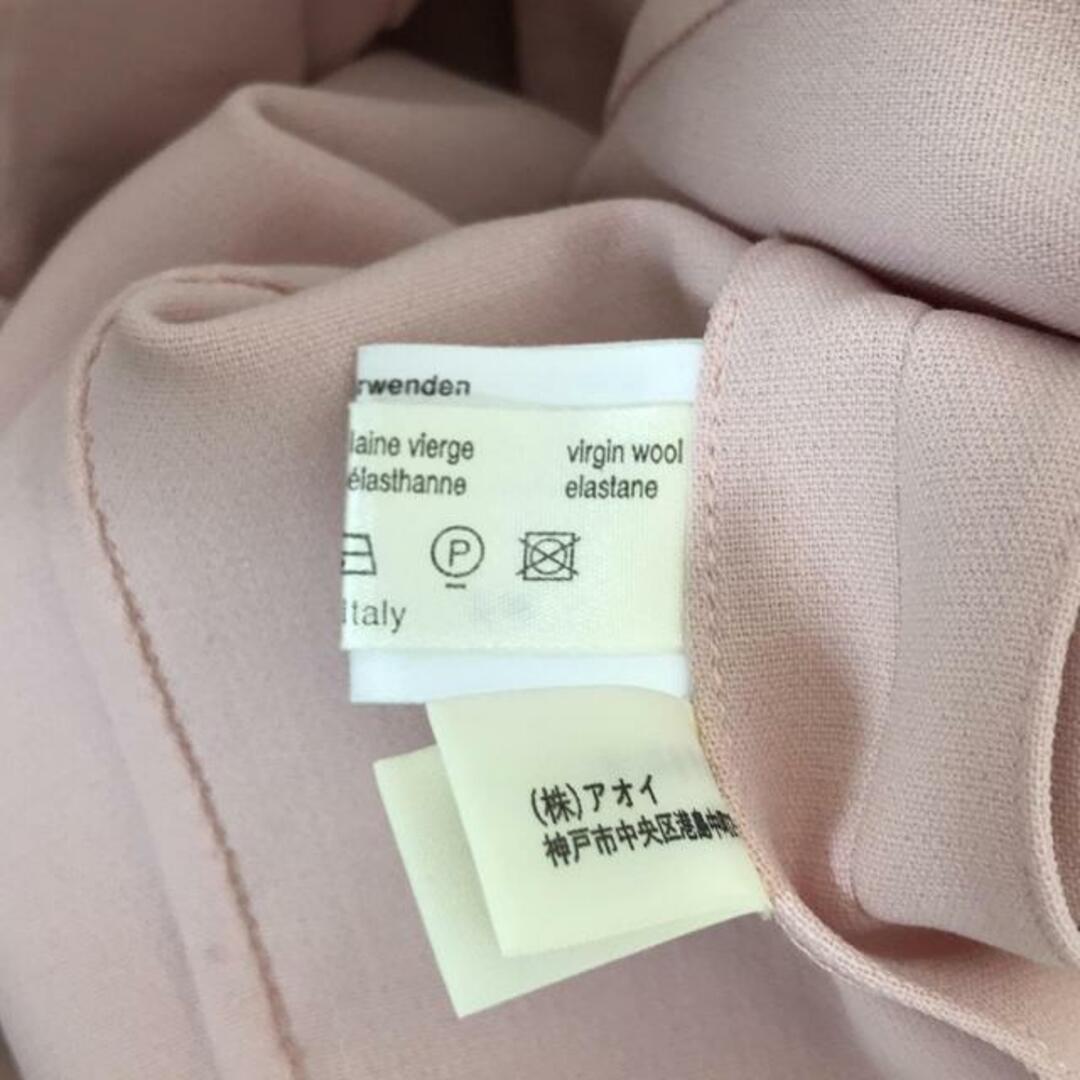 rwenden
laine vierge virgin wool
élasthanne elastane
P
Italy
(株)アオイ
神戸市中央区港島中町